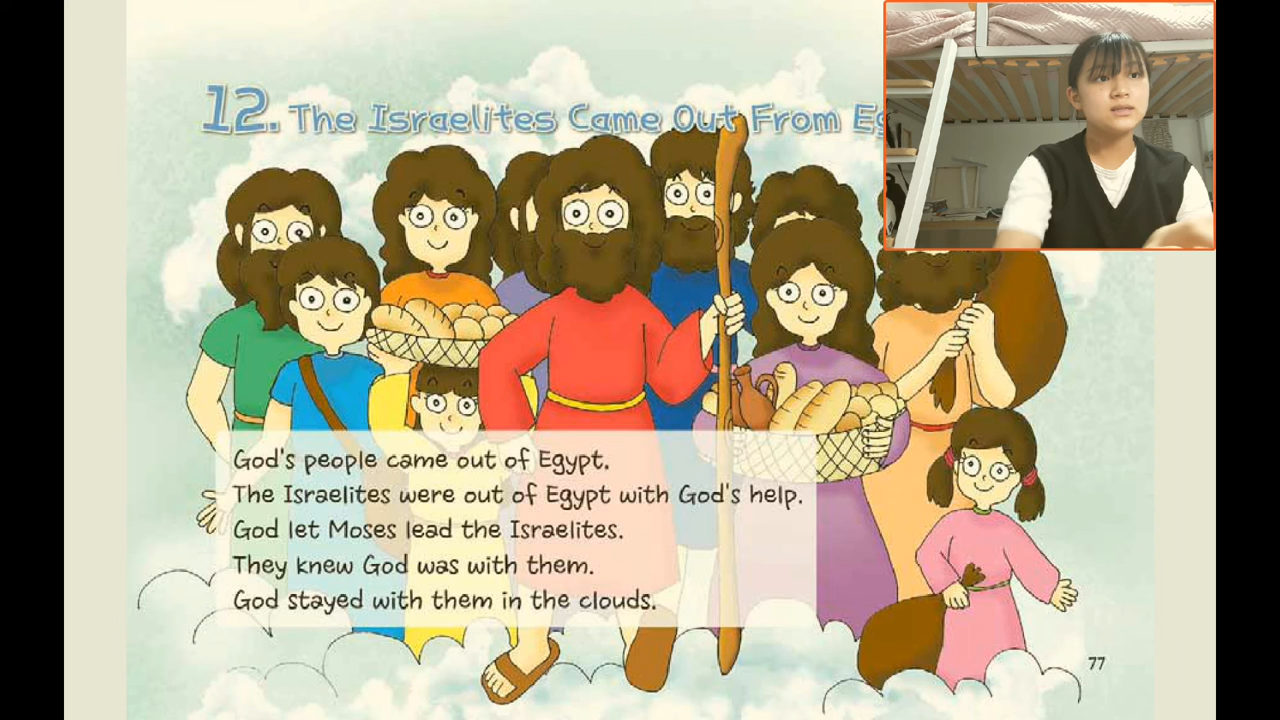 12. The Israelites Came Out From
God's people came out of Egypt.
The Israelites were out of Egypt with God's help.
God let Moses lead the Israelites.
They knew God was with them.
God stayed with them in the clouds.
77